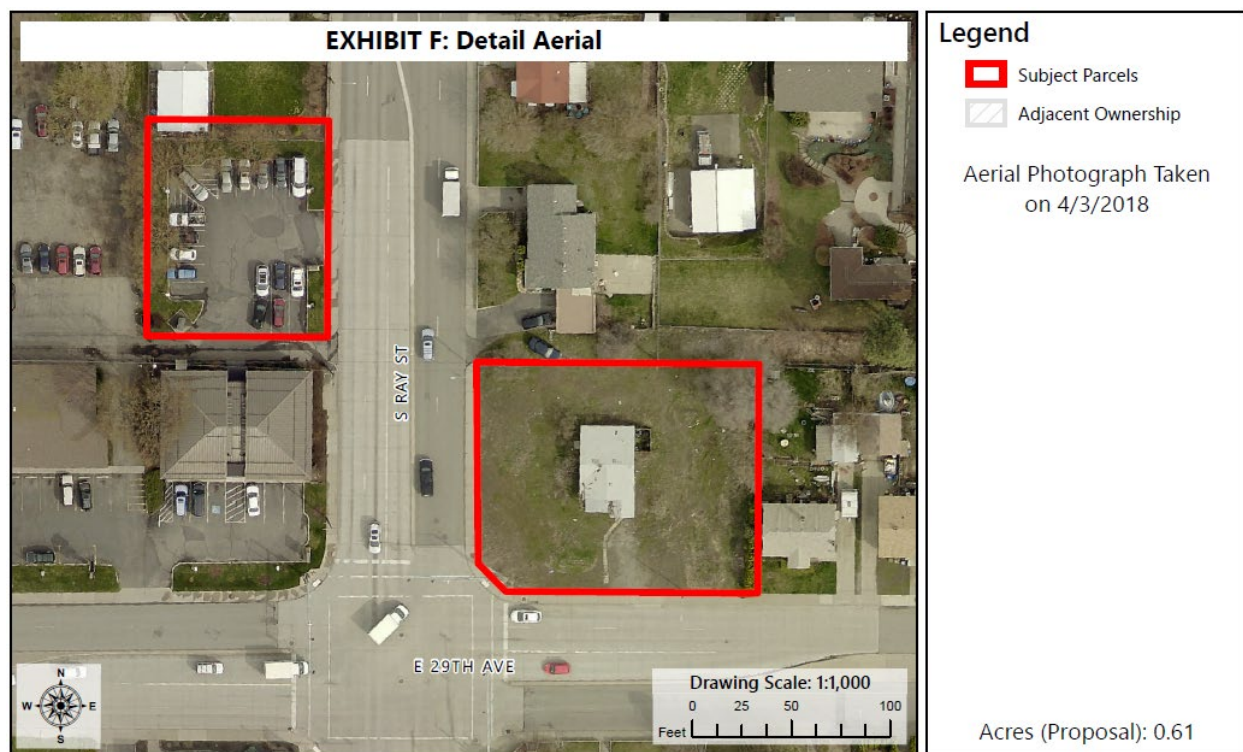 EXHIBIT F: Detail Aerial
S RAY ST
E 29TH AVE
N
W E
S
Drawing Scale: 1:1,000
0 25 50 100
Feet
Legend
Subject Parcels
Adjacent Ownership
Aerial Photograph Taken
on 4/3/2018
Acres (Proposal): 0.61